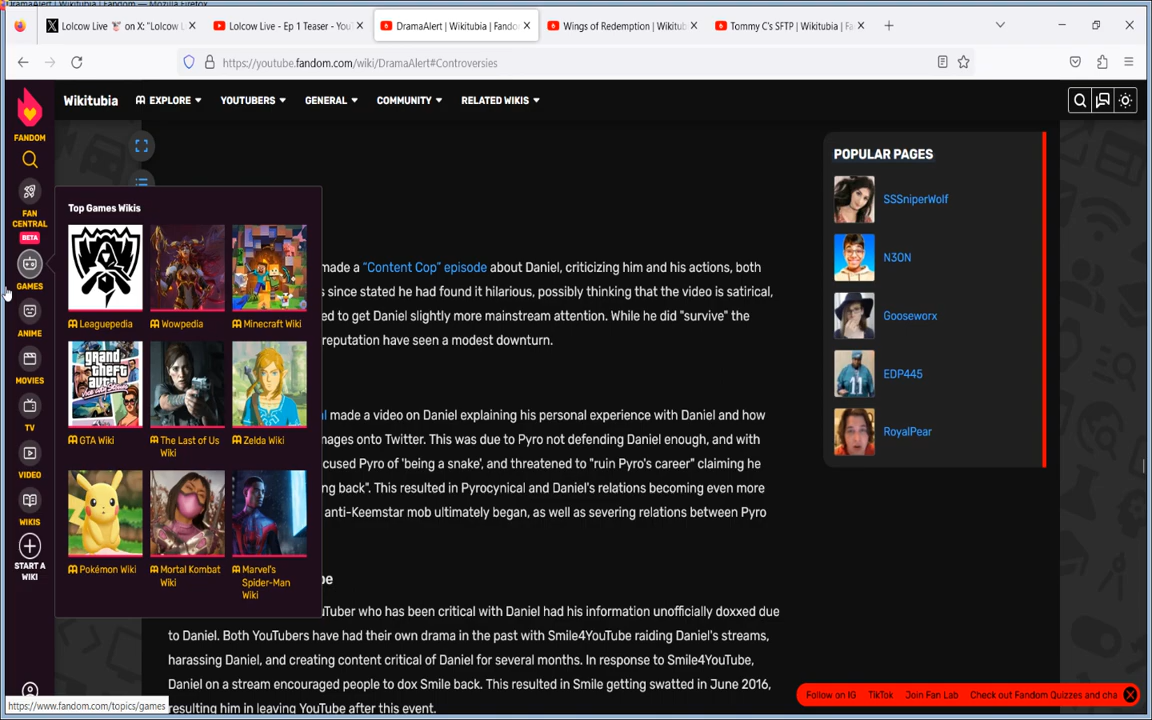 DramaAlert | Wikitubia | Fandom — Mozilla Firefox
Lolcow Live 🐮 on X: "Lolcow L
Lolcow Live - Ep 1 Teaser - You
DramaAlert | Wikitubia | Fando
Wings of Redemption | Wikitub
Tommy C's SFTP | Wikitubia | Fa
https://youtube.fandom.com/wiki/DramaAlert#Controversies
Wikitubia
EXPLORE
YOUTUBERS
GENERAL
COMMUNITY
RELATED WIKIS
FANDOM
FAN
CENTRAL
BETA
GAMES
ANIME
MOVIES
TV
VIDEO
WIKIS
START A
WIKI
Top Games Wikis
Leaguepedia
Wowpedia
Minecraft Wiki
grand
theft
auto
GTA Wiki
The Last of Us
Wiki
Zelda Wiki
Pokémon Wiki
Mortal Kombat
Wiki
Marvel's
Spider-Man
Wiki
made a "Content Cop" episode about Daniel, criticizing him and his actions, both
since stated he had found it hilarious, possibly thinking that the video is satirical,
ed to get Daniel slightly more mainstream attention. While he did "survive" the
reputation have seen a modest downturn.
al made a video on Daniel explaining his personal experience with Daniel and how
mages onto Twitter. This was due to Pyro not defending Daniel enough, and with
cused Pyro of 'being a snake', and threatened to "ruin Pyro's career" claiming he
ng back". This resulted in Pyrocynical and Daniel's relations becoming even more
anti-Keemstar mob ultimately began, as well as severing relations between Pyro
be
uTuber who has been critical with Daniel had his information unofficially doxxed due
to Daniel. Both YouTubers have had their own drama in the past with Smile4YouTube raiding Daniel's streams,
harassing Daniel, and creating content critical of Daniel for several months. In response to Smile4YouTube,
Daniel on a stream encouraged people to dox Smile back. This resulted in Smile getting swatted in June 2016,
resulting him in leaving YouTube after this event.
POPULAR PAGES
SSSniperWolf
N3ON
Gooseworx
EDP445
RoyalPear
Follow on IG
TikTok
Join Fan Lab
Check out Fandom Quizzes and cha
https://www.fandom.com/topics/games